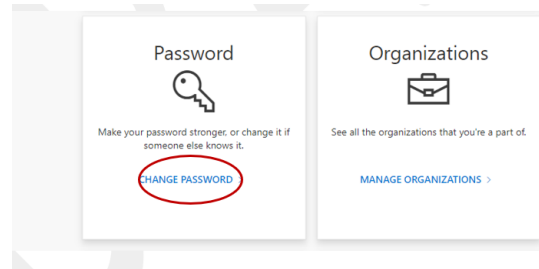 Password
Make your password stronger, or change it if
someone else knows it.
CHANGE PASSWORD >
Organizations
See all the organizations that you're a part of.
MANAGE ORGANIZATIONS >